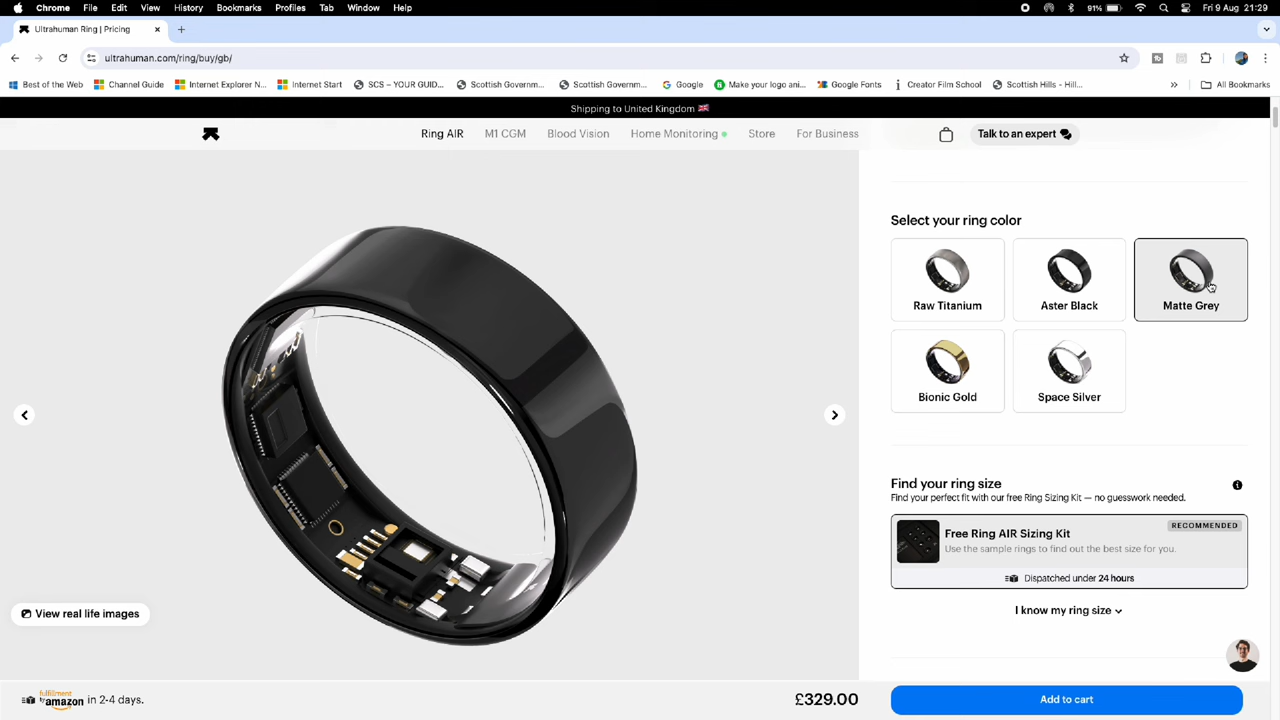 Chrome File Edit View History Bookmarks Profiles Tab Window Help 91% Fri 9 Aug 21:29
Ultrahuman Ring | Pricing
ultrahuman.com/ring/buy/gb/
Best of the Web Channel Guide Internet Explorer N... Internet Start SCS – YOUR GUID... Scottish Governm... Scottish Governm... Google Make your logo ani... Google Fonts Creator Film School Scottish Hills - Hill... » All Bookmarks
Shipping to United Kingdom
Ring AIR M1 CGM Blood Vision Home Monitoring Store For Business Talk to an expert
Select your ring color
Raw Titanium Aster Black Matte Grey
Bionic Gold Space Silver
Find your ring size
Find your perfect fit with our free Ring Sizing Kit — no guesswork needed.
RECOMMENDED
Free Ring AIR Sizing Kit
Use the sample rings to find out the best size for you.
Dispatched under 24 hours
I know my ring size
View real life images
fulfillment by amazon in 2-4 days. £329.00 Add to cart